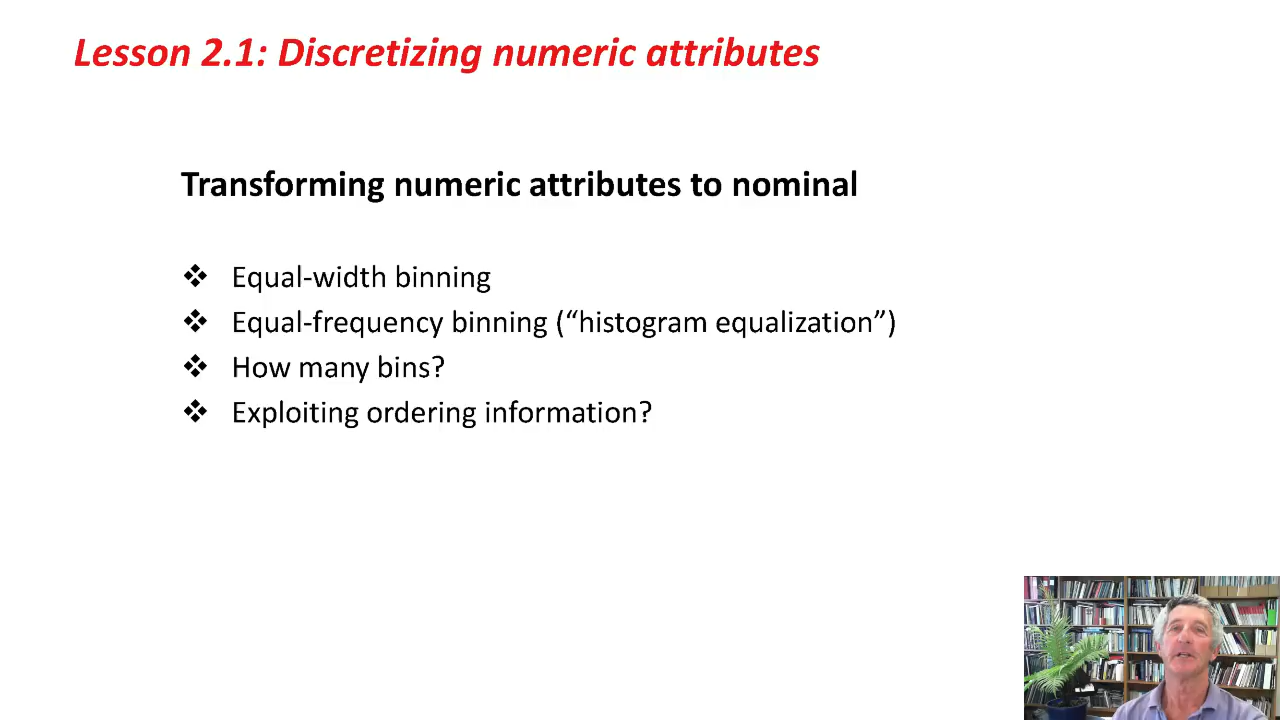 Lesson 2.1: Discretizing numeric attributes
Transforming numeric attributes to nominal
❖ Equal-width binning
❖ Equal-frequency binning (“histogram equalization”)
❖ How many bins?
❖ Exploiting ordering information?